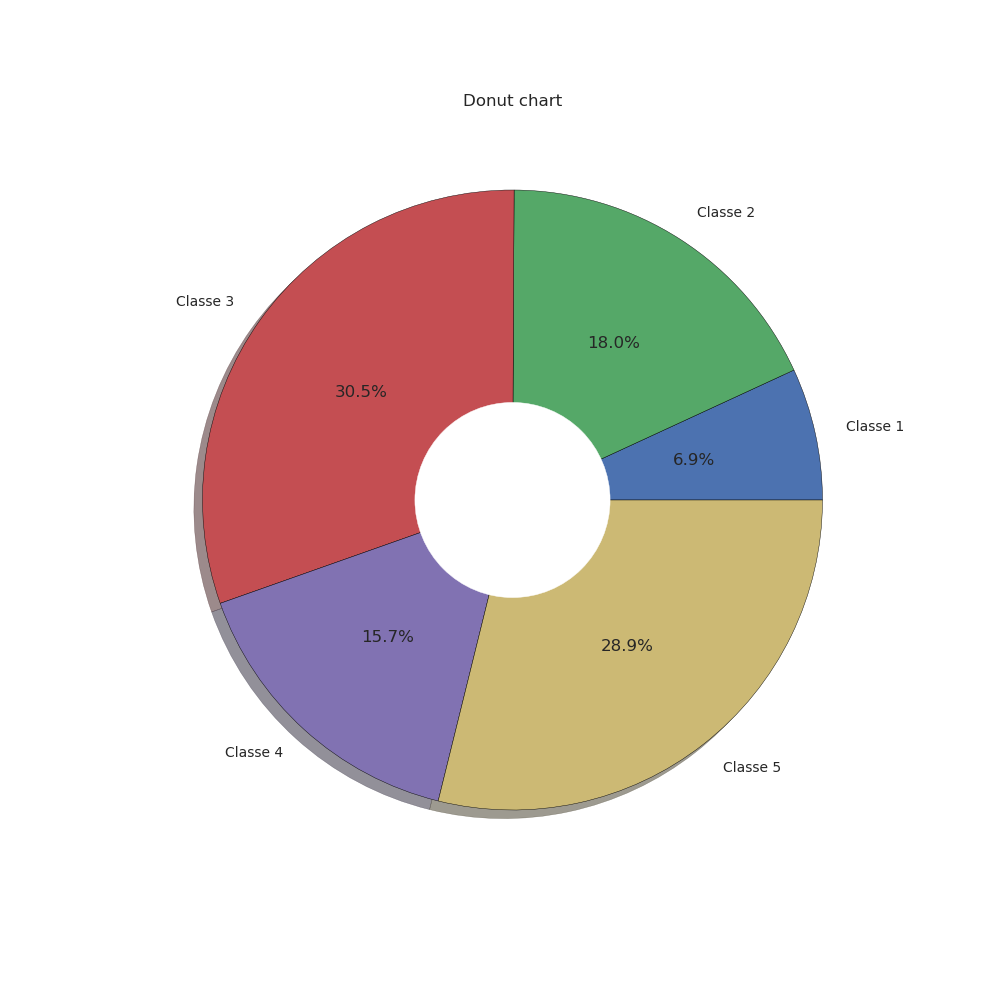 Donut chart
Classe 2
Classe 3
18.0%
30.5%
Classe 1
6.9%
15.7%
28.9%
Classe 4
Classe 5